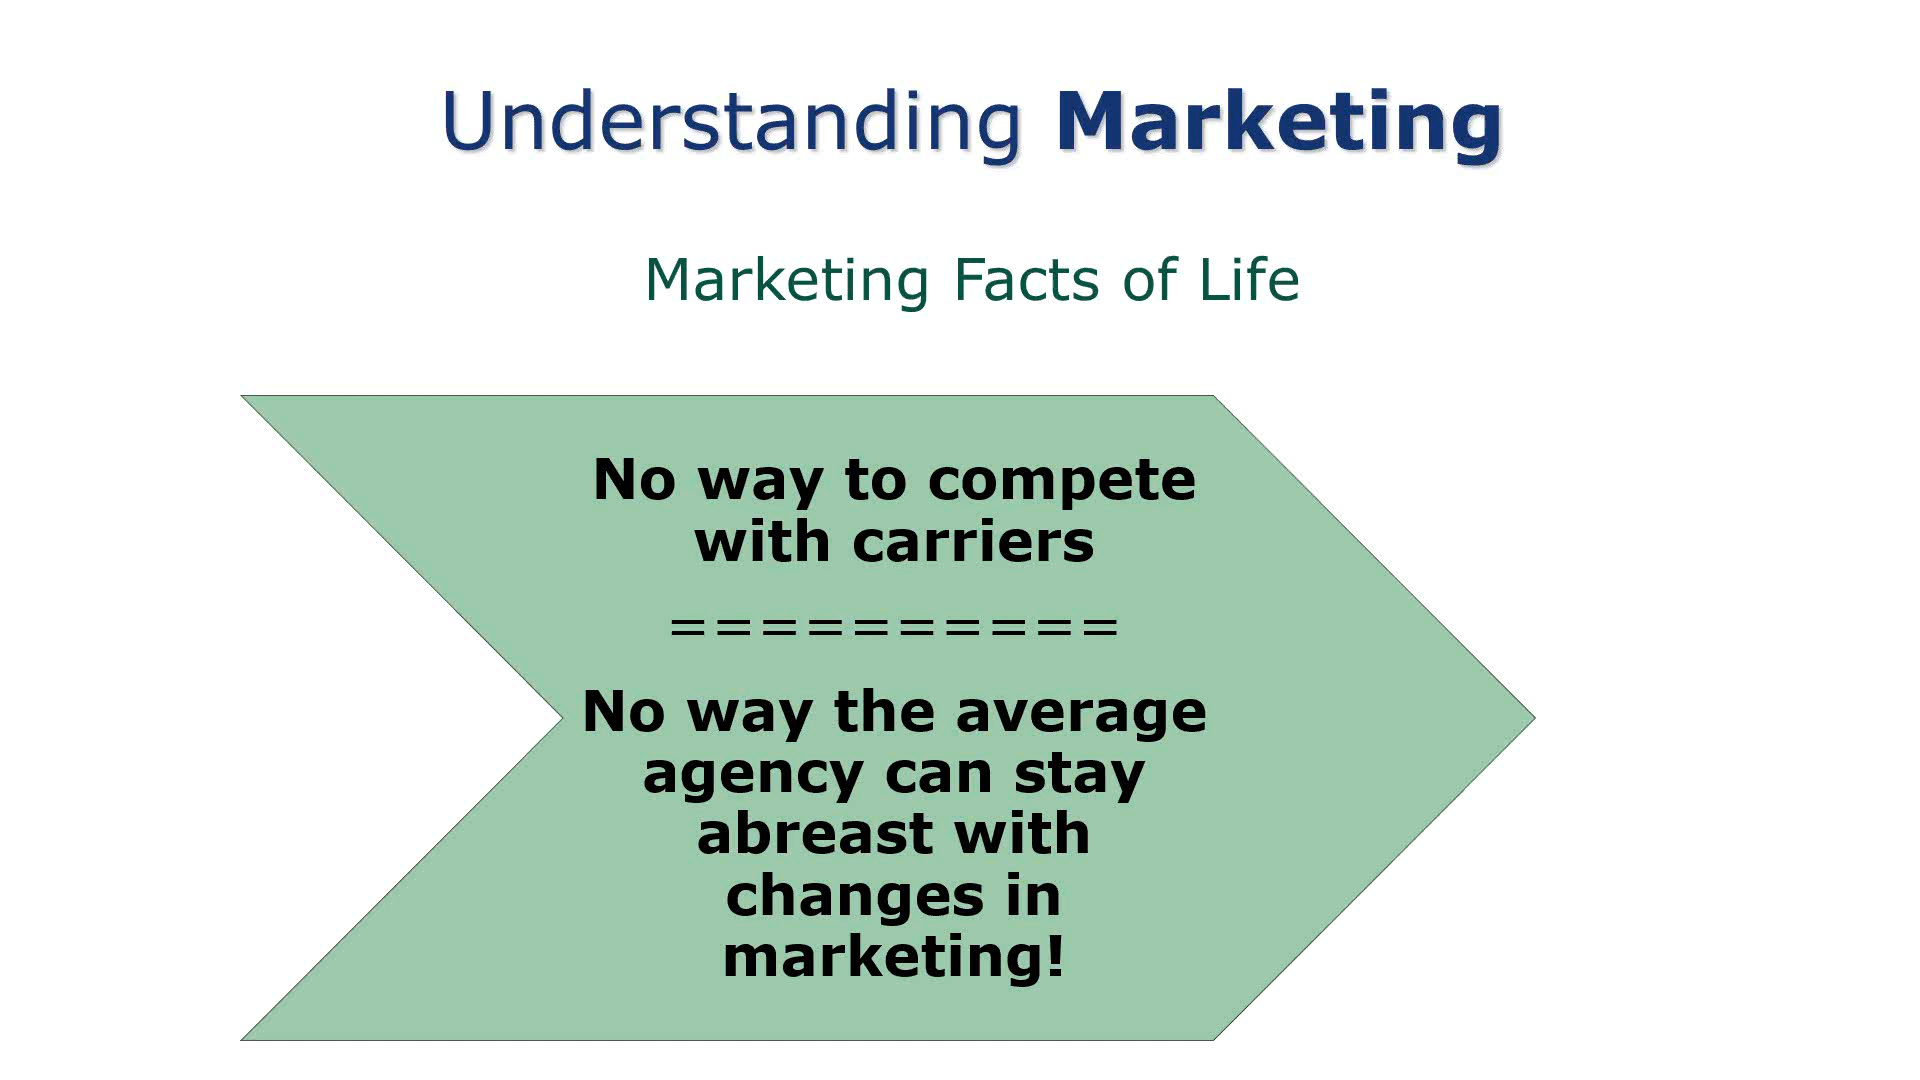 Understanding Marketing
Marketing Facts of Life
No way to compete
with carriers
==========
No way the average
agency can stay
abreast with
changes in
marketing!